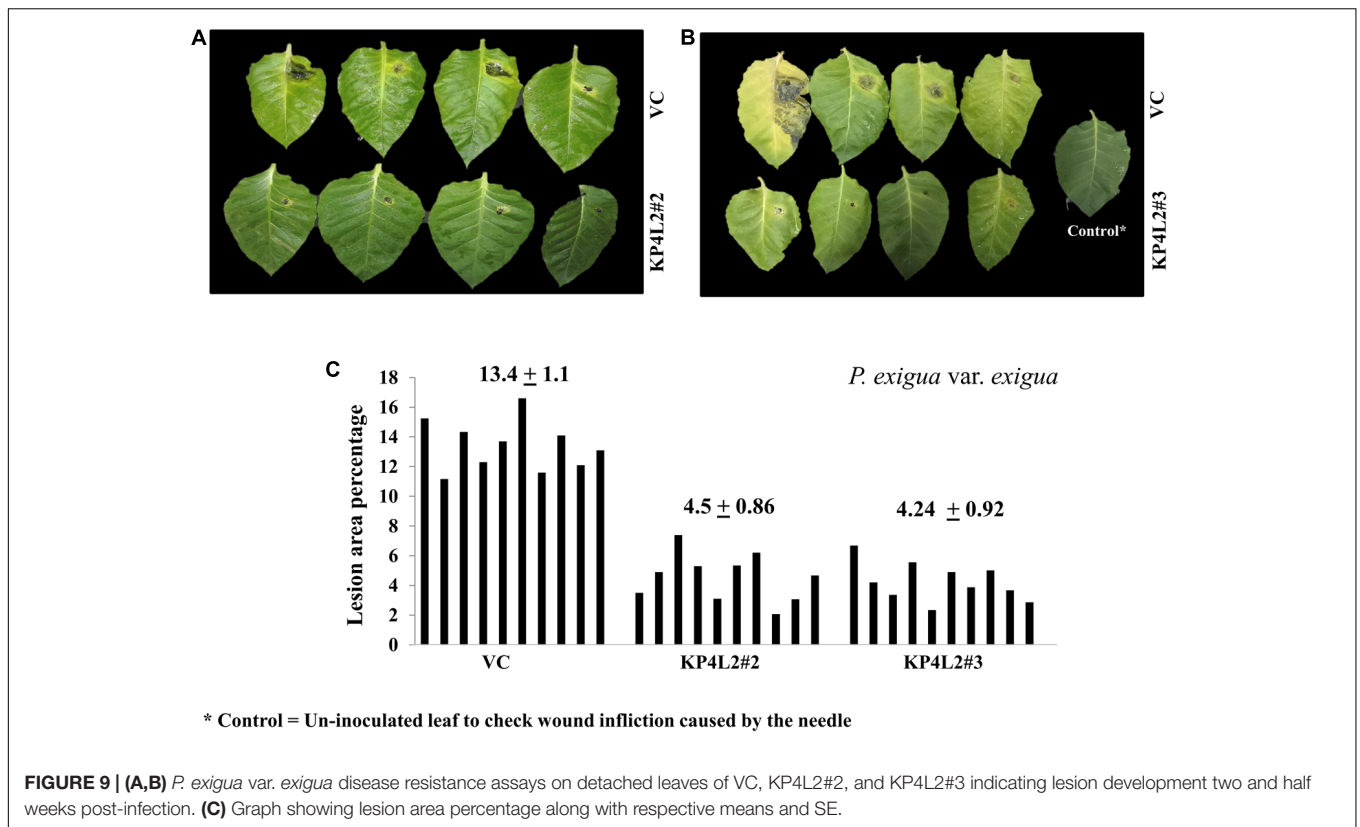 A
B
VC
KP4L2#2
VC
KP4L2#3
Control*
C
13.4 ± 1.1
P. exigua var. exigua
4.5 ± 0.86
4.24 ± 0.92
Lesion area percentage
18
16
14
12
10
8
6
4
2
0
VC KP4L2#2 KP4L2#3
* Control = Un-inoculated leaf to check wound infliction caused by the needle
FIGURE 9 | (A,B) P. exigua var. exigua disease resistance assays on detached leaves of VC, KP4L2#2, and KP4L2#3 indicating lesion development two and half
weeks post-infection. (C) Graph showing lesion area percentage along with respective means and SE.